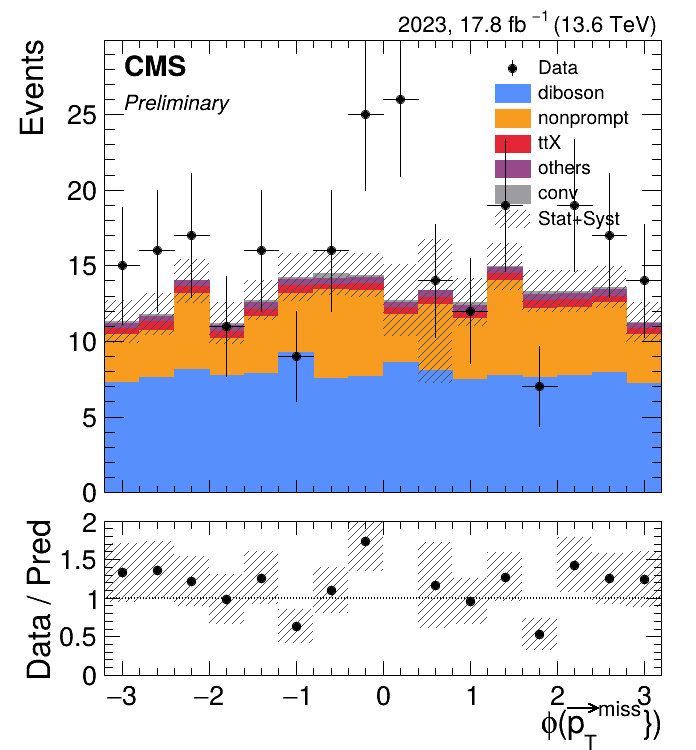 2023, 17.8 fb⁻¹ (13.6 TeV)
CMS
Preliminary
Events
Data
diboson
nonprompt
ttX
others
conv
Stat+Syst
25
20
15
10
5
0
Data / Pred
2
1.5
1
0.5
0
−3 −2 −1 0 1 2 3
ϕ(p⃗_T^miss})